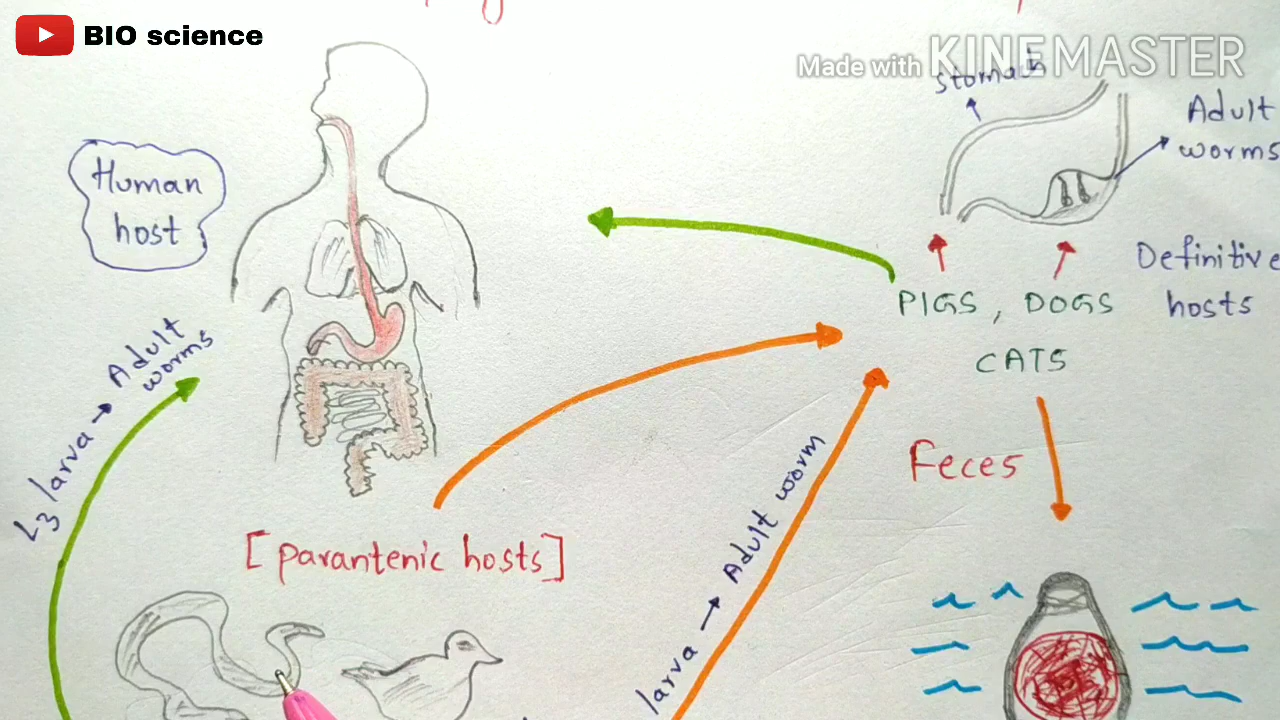 BIO science
Made with KINEMASTER
stomach
Adult
worms
Human
host
Definitive
hosts
PIGS, DOGS
CATS
L3 larva → Adult
worms
Feces
[parantenic hosts]
larva → Adult worm